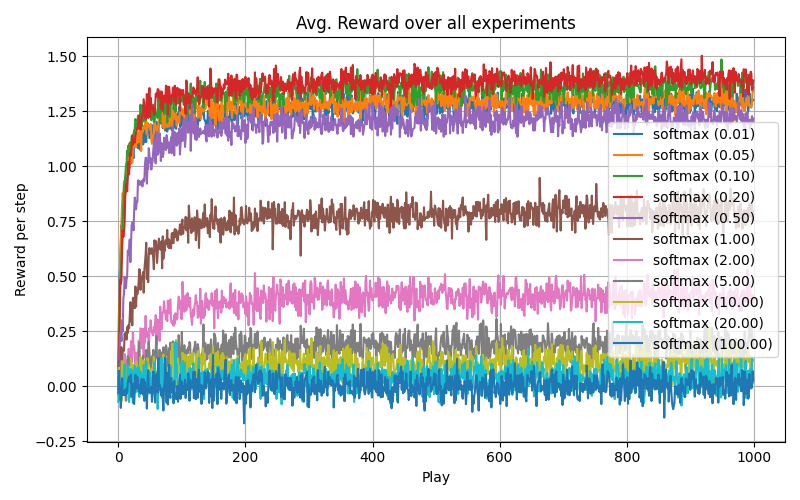 Avg. Reward over all experiments
Reward per step
1.50
1.25
1.00
0.75
0.50
0.25
0.00
−0.25
softmax (0.01)
softmax (0.05)
softmax (0.10)
softmax (0.20)
softmax (0.50)
softmax (1.00)
softmax (2.00)
softmax (5.00)
softmax (10.00)
softmax (20.00)
softmax (100.00)
0 200 400 600 800 1000
Play